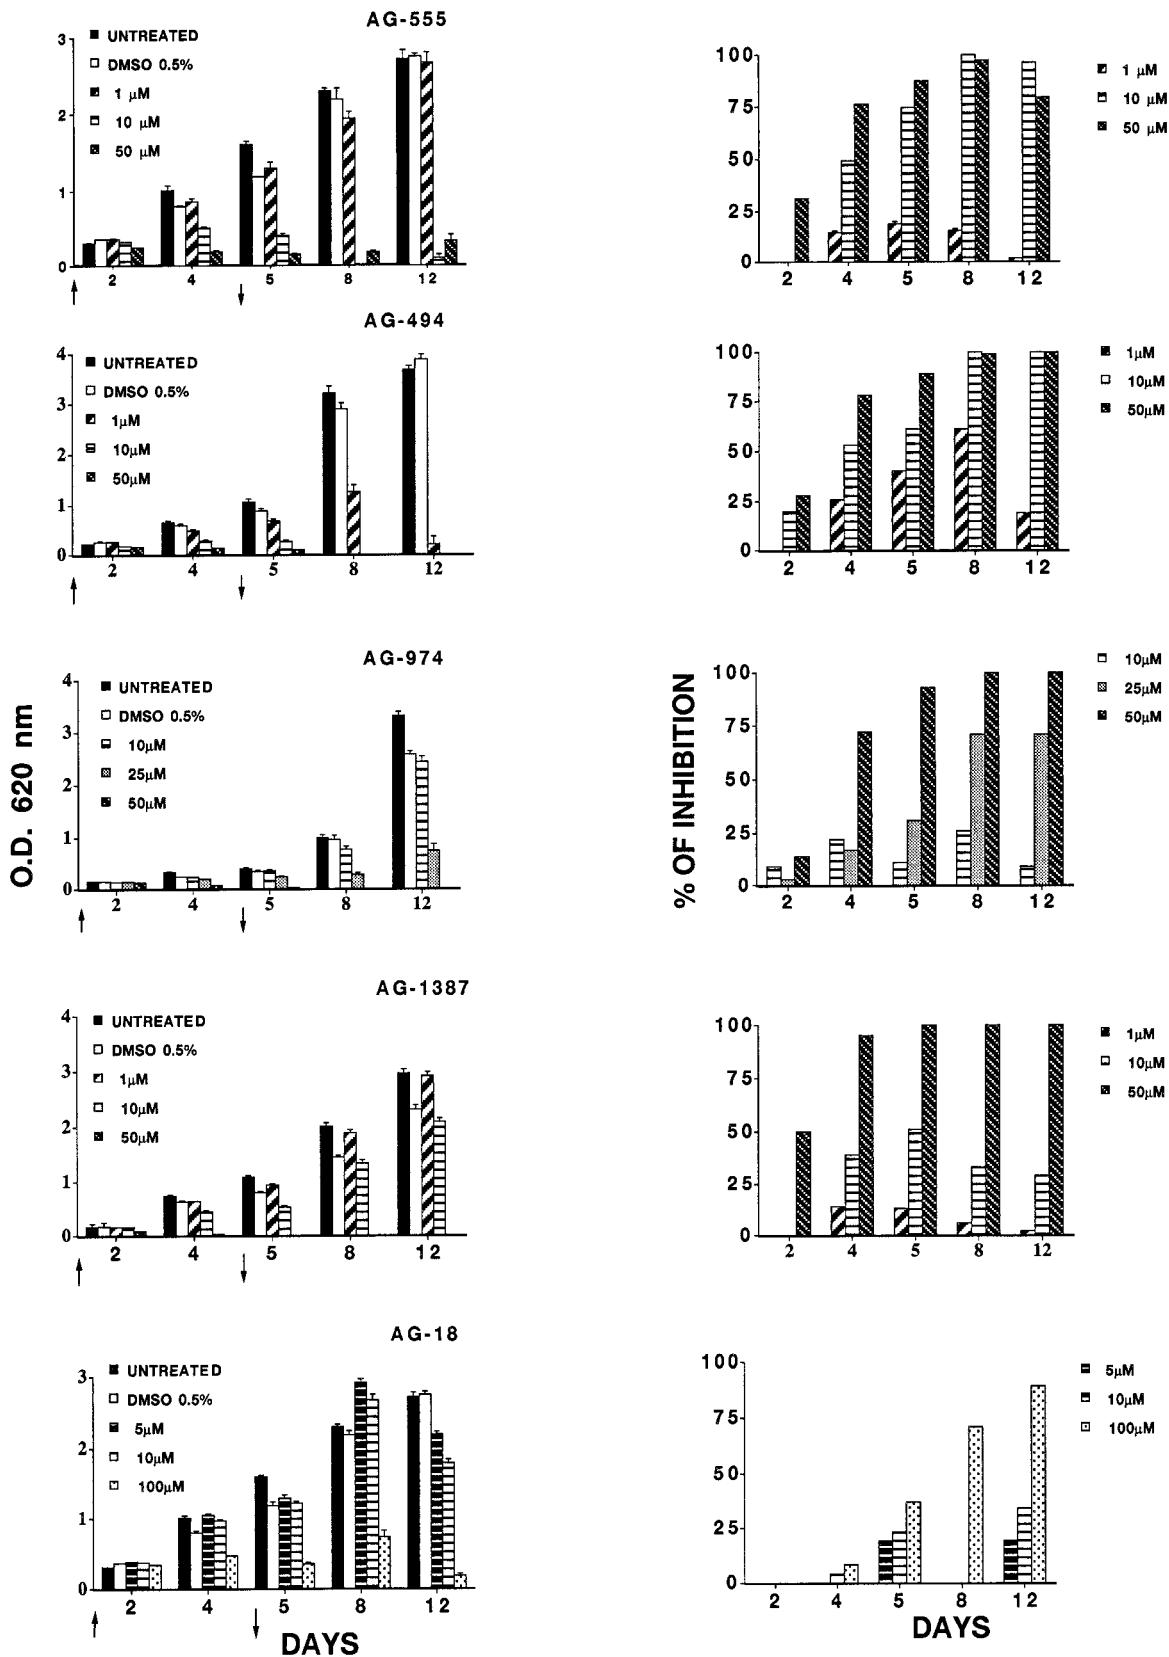 AG-555
UNTREATED
DMSO 0.5%
1 µM
10 µM
50 µM
3
2
1
0
2 4 5 8 12
100
75
50
25
0
2 4 5 8 12
1 µM
10 µM
50 µM
AG-494
UNTREATED
DMSO 0.5%
1µM
10µM
50µM
4
3
2
1
0
2 4 5 8 12
100
75
50
25
0
2 4 5 8 12
1µM
10µM
50µM
AG-974
UNTREATED
DMSO 0.5%
10µM
25µM
50µM
4
3
2
1
0
2 4 5 8 12
O.D. 620 nm
% OF INHIBITION
100
75
50
25
0
2 4 5 8 12
10µM
25µM
50µM
AG-1387
UNTREATED
DMSO 0.5%
1µM
10µM
50µM
4
3
2
1
0
2 4 5 8 12
100
75
50
25
0
2 4 5 8 12
1µM
10µM
50µM
AG-18
UNTREATED
DMSO 0.5%
5µM
10µM
100µM
3
2
1
0
2 4 5 8 12
DAYS
100
75
50
25
0
2 4 5 8 12
DAYS
5µM
10µM
100µM